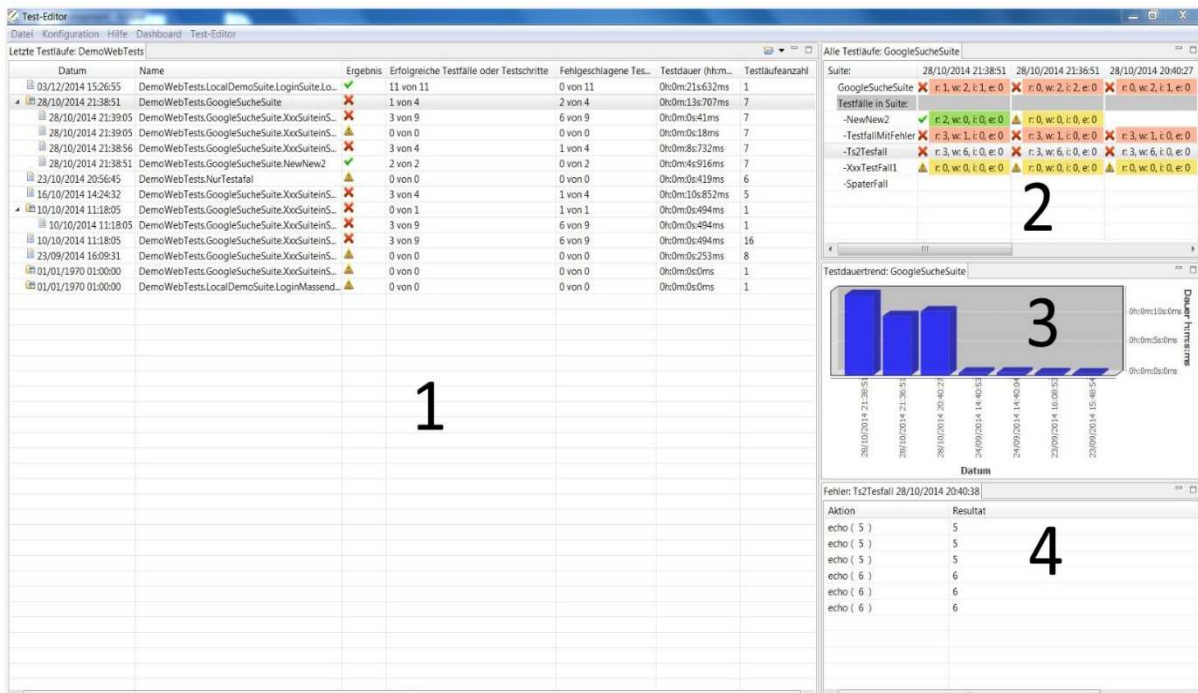 Test-Editor
Datei Konfiguration Hilfe Dashboard Test-Editor
Letzte Testläufe: DemoWebTests
Datum Name Ergebnis Erfolgreiche Testfälle oder Testschritte Fehlgeschlagene Tes... Testdauer (hh:m... Testläufeanzahl
03/12/2014 15:26:55 DemoWebTests.LocalDemoSuite.LoginSuite.Lo... 11 von 11 0 von 11 0h:0m:21s:632ms 1
28/10/2014 21:38:51 DemoWebTests.GoogleSucheSuite 1 von 4 2 von 4 0h:0m:13s:707ms 7
28/10/2014 21:39:05 DemoWebTests.GoogleSucheSuite.XxxSuiteinS... 3 von 9 6 von 9 0h:0m:0s:41ms 7
28/10/2014 21:39:05 DemoWebTests.GoogleSucheSuite.XxxSuiteinS... 0 von 0 0 von 0 0h:0m:0s:18ms 7
28/10/2014 21:38:56 DemoWebTests.GoogleSucheSuite.XxxSuiteinS... 3 von 4 1 von 4 0h:0m:8s:732ms 7
28/10/2014 21:38:51 DemoWebTests.GoogleSucheSuite.NewNew2 2 von 2 0 von 2 0h:0m:4s:916ms 7
23/10/2014 20:56:45 DemoWebTests.NurTestafal 0 von 0 0 von 0 0h:0m:0s:419ms 6
16/10/2014 14:24:32 DemoWebTests.GoogleSucheSuite.XxxSuiteinS... 3 von 4 1 von 4 0h:0m:10s:852ms 5
10/10/2014 11:18:05 DemoWebTests.GoogleSucheSuite.XxxSuiteinS... 0 von 1 1 von 1 0h:0m:0s:494ms 1
10/10/2014 11:18:05 DemoWebTests.GoogleSucheSuite.XxxSuiteinS... 3 von 9 6 von 9 0h:0m:0s:494ms 1
10/10/2014 11:18:05 DemoWebTests.GoogleSucheSuite.XxxSuiteinS... 3 von 9 6 von 9 0h:0m:0s:494ms 16
23/09/2014 16:09:31 DemoWebTests.GoogleSucheSuite.XxxSuiteinS... 0 von 0 0 von 0 0h:0m:0s:253ms 8
01/01/1970 01:00:00 DemoWebTests.GoogleSucheSuite.XxxSuiteinS... 0 von 0 0 von 0 0h:0m:0s:0ms 1
01/01/1970 01:00:00 DemoWebTests.LocalDemoSuite.LoginMassend... 0 von 0 0 von 0 0h:0m:0s:0ms 1
1
Alle Testläufe: GoogleSucheSuite
Suite: 28/10/2014 21:38:51 28/10/2014 21:36:51 28/10/2014 20:40:27
GoogleSucheSuite r: 1, w: 2, i: 1, e: 0 r: 0, w: 2, i: 2, e: 0 r: 0, w: 2, i: 1, e: 0
Testfälle in Suite:
-NewNew2 r: 2, w: 0, i: 0, e: 0 r: 0, w: 0, i: 0, e: 0
-TestfallMitFehler r: 3, w: 1, i: 0, e: 0 r: 3, w: 1, i: 0, e: 0 r: 3, w: 1, i: 0, e: 0
-Ts2Tesfall r: 3, w: 6, i: 0, e: 0 r: 3, w: 6, i: 0, e: 0 r: 3, w: 6, i: 0, e: 0
-XxxTestFall1 r: 0, w: 0, i: 0, e: 0 r: 0, w: 0, i: 0, e: 0 r: 0, w: 0, i: 0, e: 0
-SpaterFall
2
Testdauertrend: GoogleSucheSuite
3
0h:0m:10s:0ms
0h:0m:5s:0ms
0h:0m:0s:0ms
Dauer h:m:s:ms
28/10/2014 21:38:51
28/10/2014 21:36:51
28/10/2014 20:40:27
24/09/2014 14:40:53
24/09/2014 14:40:04
23/09/2014 16:08:53
23/09/2014 15:48:54
Datum
Fehler: Ts2Tesfall 28/10/2014 20:40:38
Aktion Resultat
echo ( 5 ) 5
echo ( 5 ) 5
echo ( 5 ) 5
echo ( 6 ) 6
echo ( 6 ) 6
echo ( 6 ) 6
4